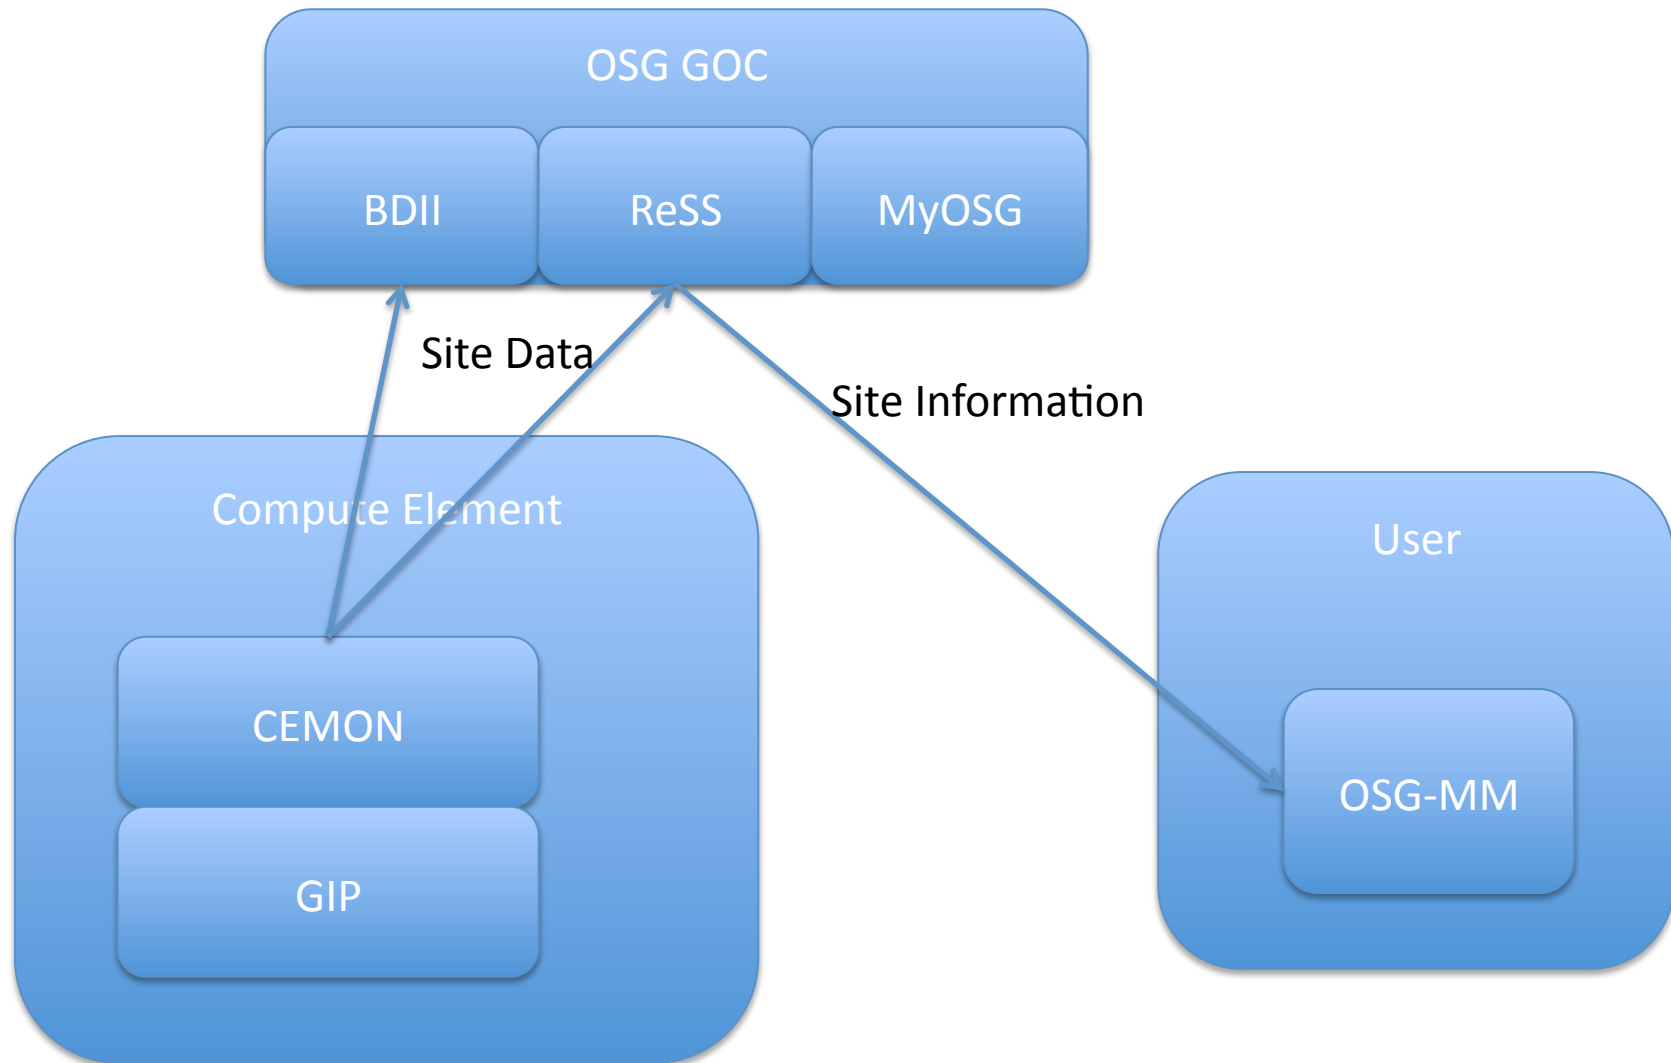 OSG GOC
BDII
ReSS
MyOSG
Site Data
Site Information
Compute Element
User
CEMON
OSG-MM
GIP